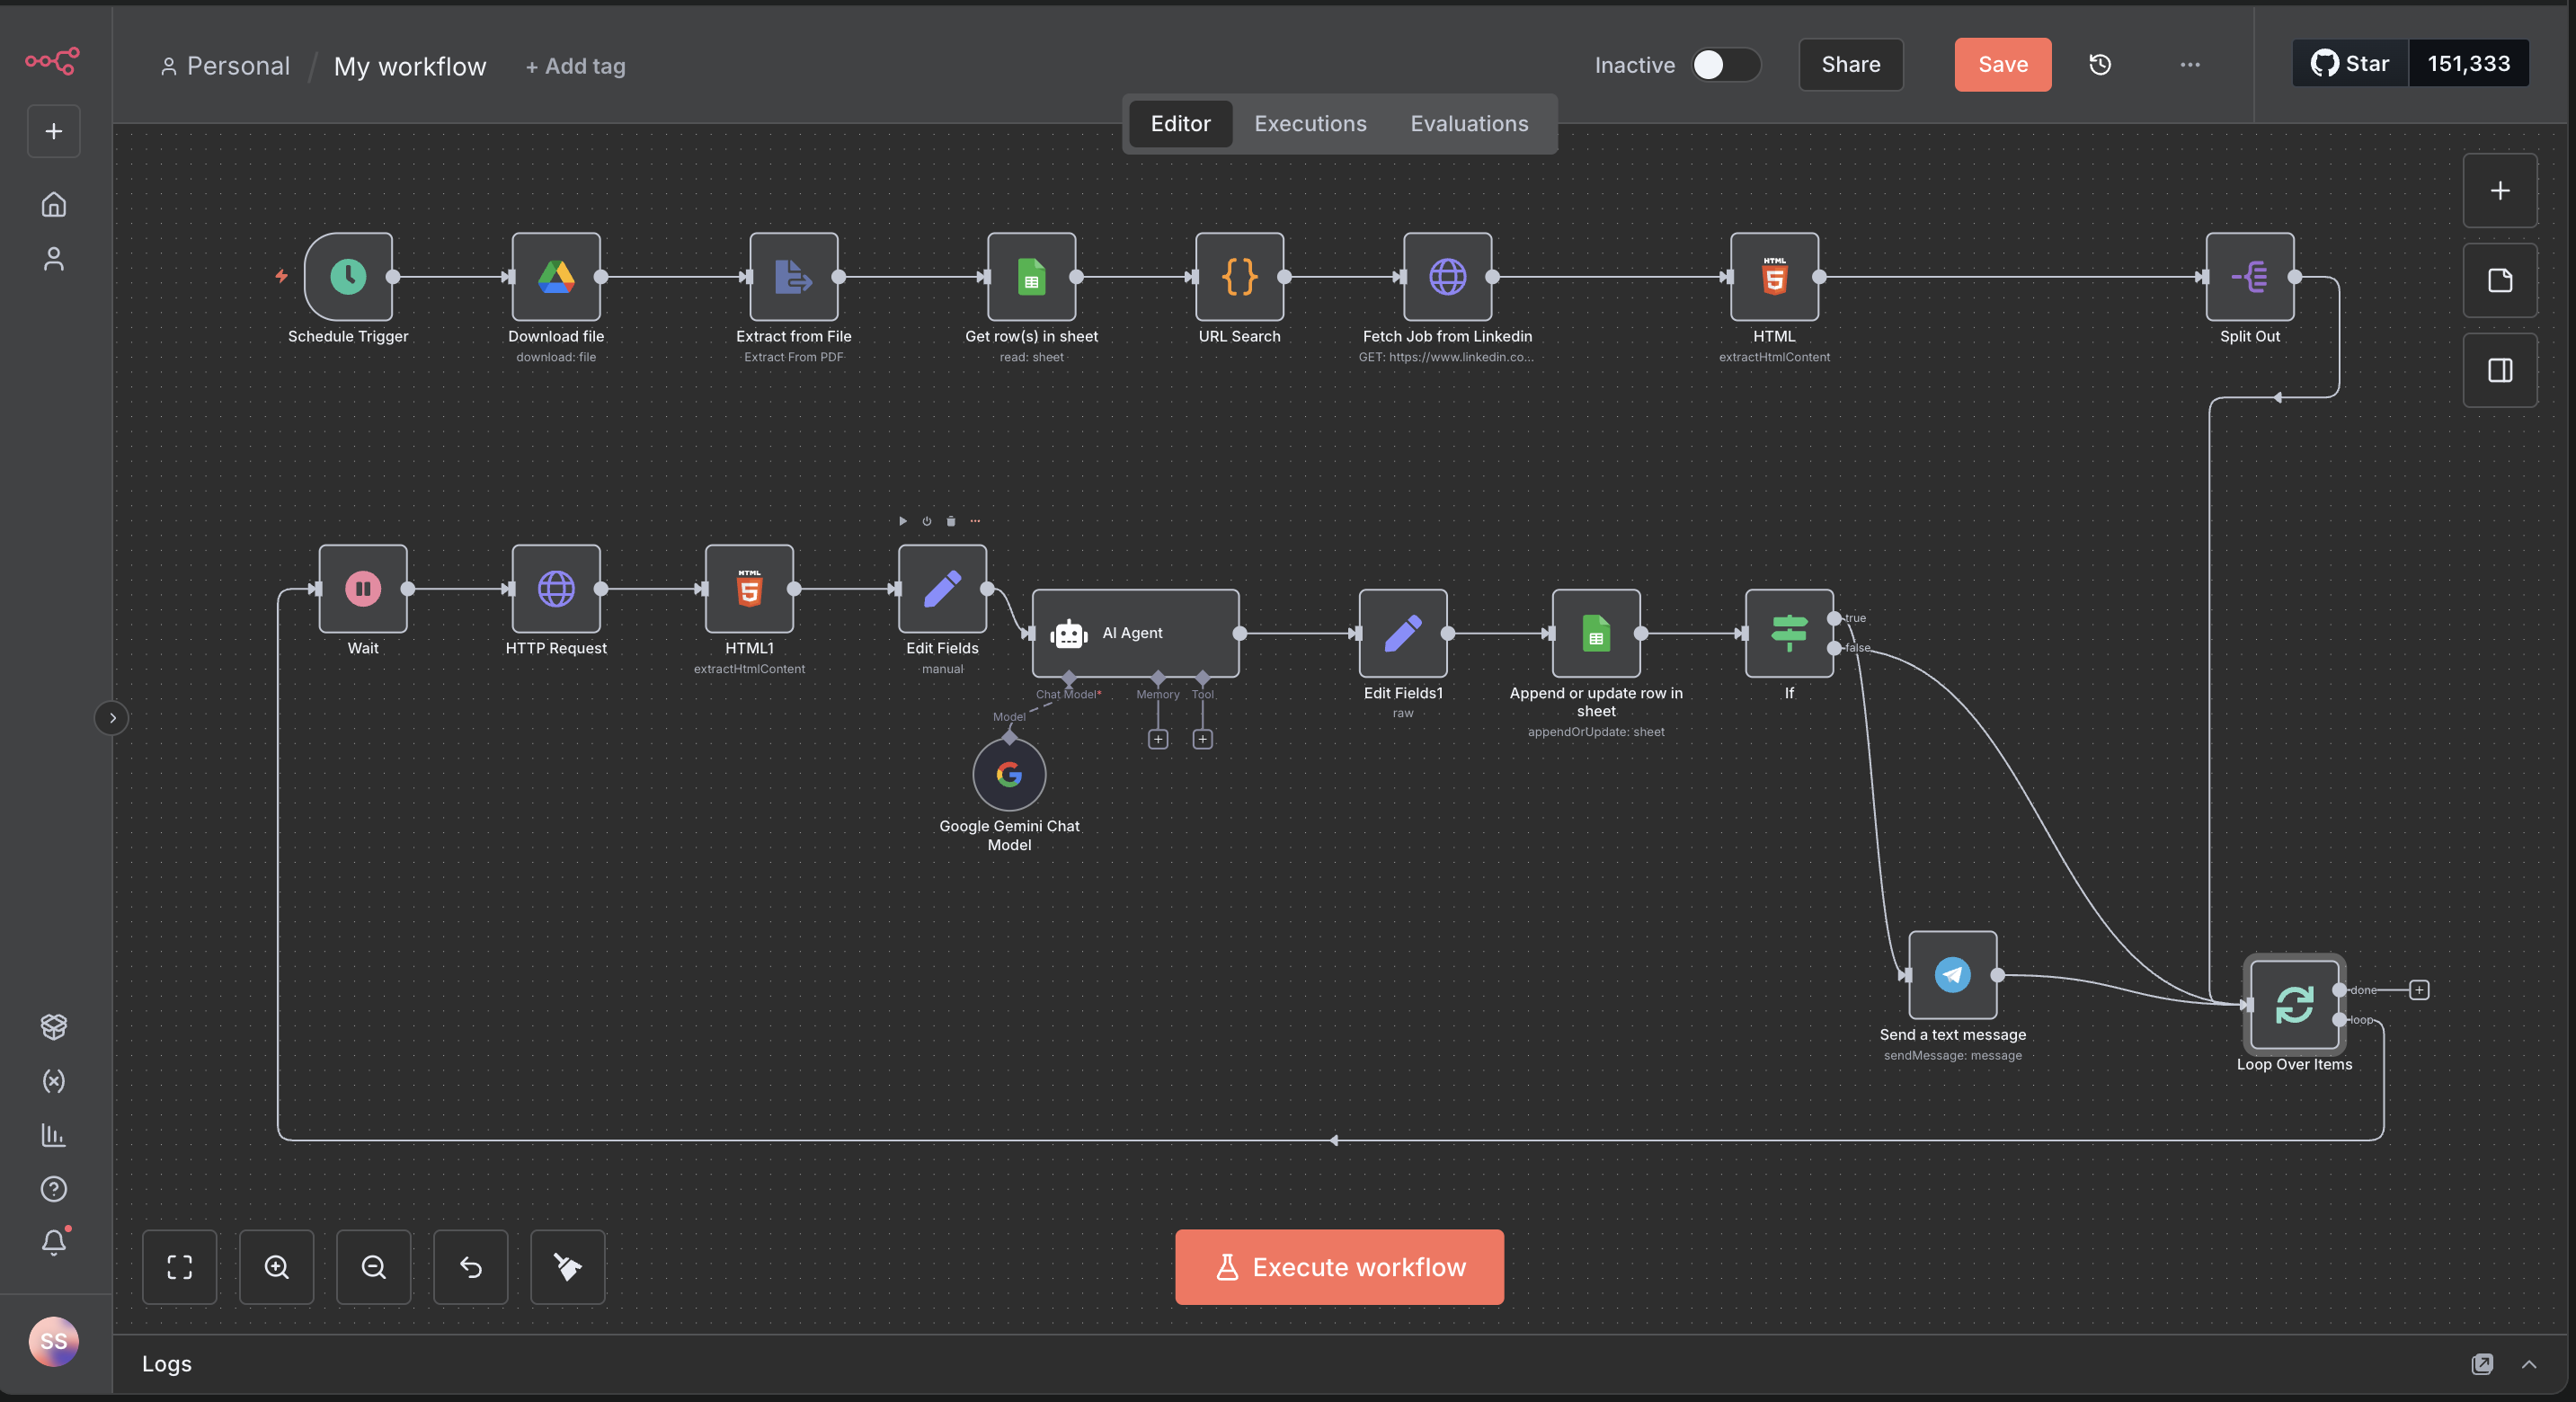 Personal / My workflow + Add tag
Inactive Share Save ... Star 151,333
Editor Executions Evaluations
Schedule Trigger
Download file
download: file
Extract from File
Extract From PDF
Get row(s) in sheet
read: sheet
URL Search
Fetch Job from Linkedin
GET: https://www.linkedin.co...
HTML
5
HTML
extractHtmlContent
Split Out
Wait
HTTP Request
HTML
5
HTML1
extractHtmlContent
Edit Fields
manual
AI Agent
Chat Model*
Memory
Tool
Model
Google Gemini Chat
Model
Edit Fields1
raw
Append or update row in
sheet
appendOrUpdate: sheet
If
true
false
Send a text message
sendMessage: message
done
loop
Loop Over Items
Execute workflow
SS
Logs